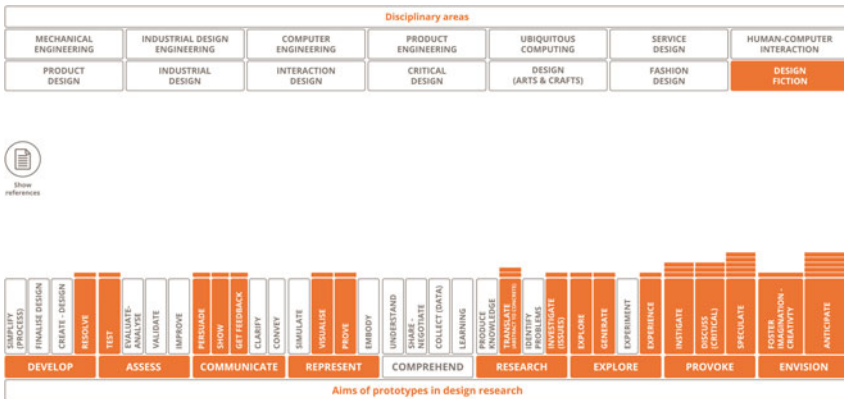 Disciplinary areas
MECHANICAL
ENGINEERING
INDUSTRIAL DESIGN
ENGINEERING
COMPUTER
ENGINEERING
PRODUCT
ENGINEERING
UBIQUITOUS
COMPUTING
SERVICE
DESIGN
HUMAN-COMPUTER
INTERACTION
PRODUCT
DESIGN
INDUSTRIAL
DESIGN
INTERACTION
DESIGN
CRITICAL
DESIGN
DESIGN
(ARTS & CRAFTS)
FASHION
DESIGN
DESIGN
FICTION
Show
references
SIMPLIFY
(PROCESS)
FINALISE DESIGN
CREATE - DESIGN
RESOLVE
TEST
EVALUATE-
ANALYSE
VALIDATE
IMPROVE
PERSUADE
SHOW
GET FEEDBACK
CLARIFY
CONVEY
SIMULATE
VISUALISE
PROVE
EMBODY
UNDERSTAND
SHARE -
NEGOTIATE
COLLECT (DATA)
LEARNING
PRODUCE
KNOWLEDGE
TRANSLATE
(ABSTRACT TO CONCRETE)
IDENTIFY
PROBLEMS
INVESTIGATE
(ISSUES)
EXPLORE
GENERATE
EXPERIMENT
EXPERIENCE
INSTIGATE
DISCUSS
(CRITICAL)
SPECULATE
FOSTER
IMAGINATION -
CREATIVITY
ANTICIPATE
DEVELOP
ASSESS
COMMUNICATE
REPRESENT
COMPREHEND
RESEARCH
EXPLORE
PROVOKE
ENVISION
Aims of prototypes in design research